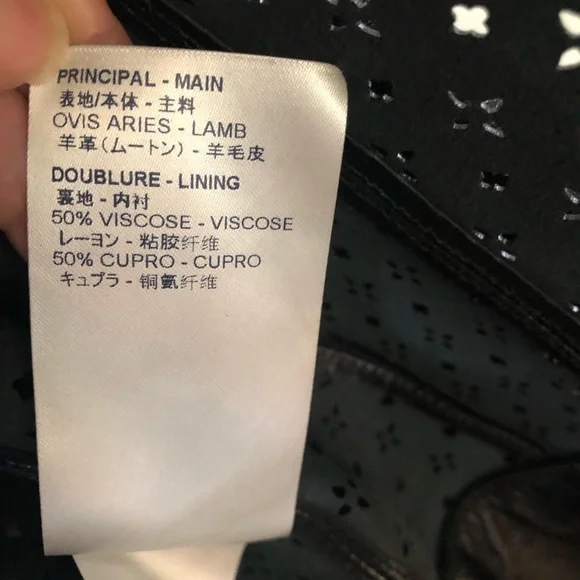 PRINCIPAL - MAIN
表地/本体 - 主料
OVIS ARIES - LAMB
羊革(ムートン) - 羊毛皮
DOUBLURE - LINING
裏地 - 内衬
50% VISCOSE - VISCOSE
レーヨン - 粘胶纤维
50% CUPRO - CUPRO
キュプラ - 铜氨纤维